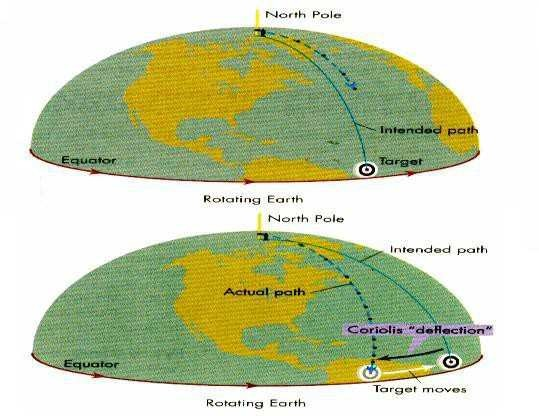 North Pole
Intended path
Equator
Target
Rotating Earth
North Pole
Intended path
Actual path
Coriolis "deflection"
Equator
Target moves
Rotating Earth